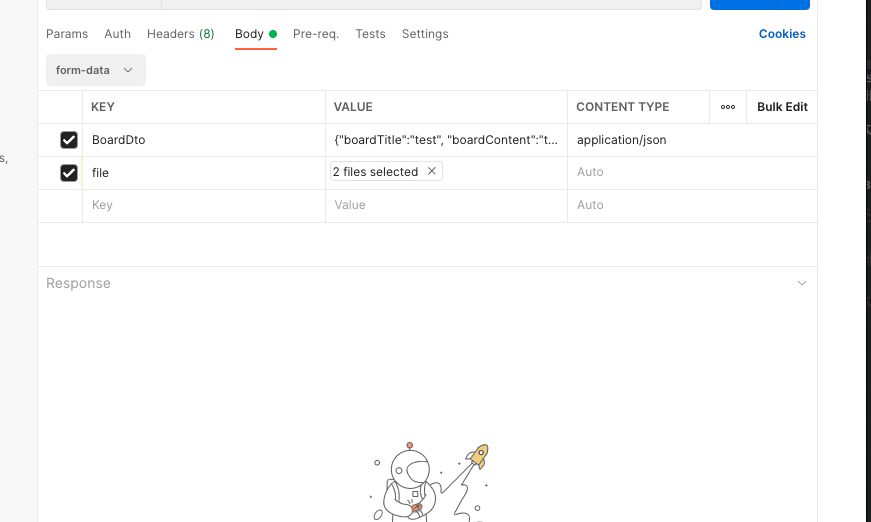 Params Auth Headers (8) Body Pre-req. Tests Settings Cookies
form-data
KEY VALUE CONTENT TYPE ooo Bulk Edit
BoardDto {"boardTitle":"test", "boardContent":"t... application/json
s,
file 2 files selected × Auto
Key Value Auto
Response